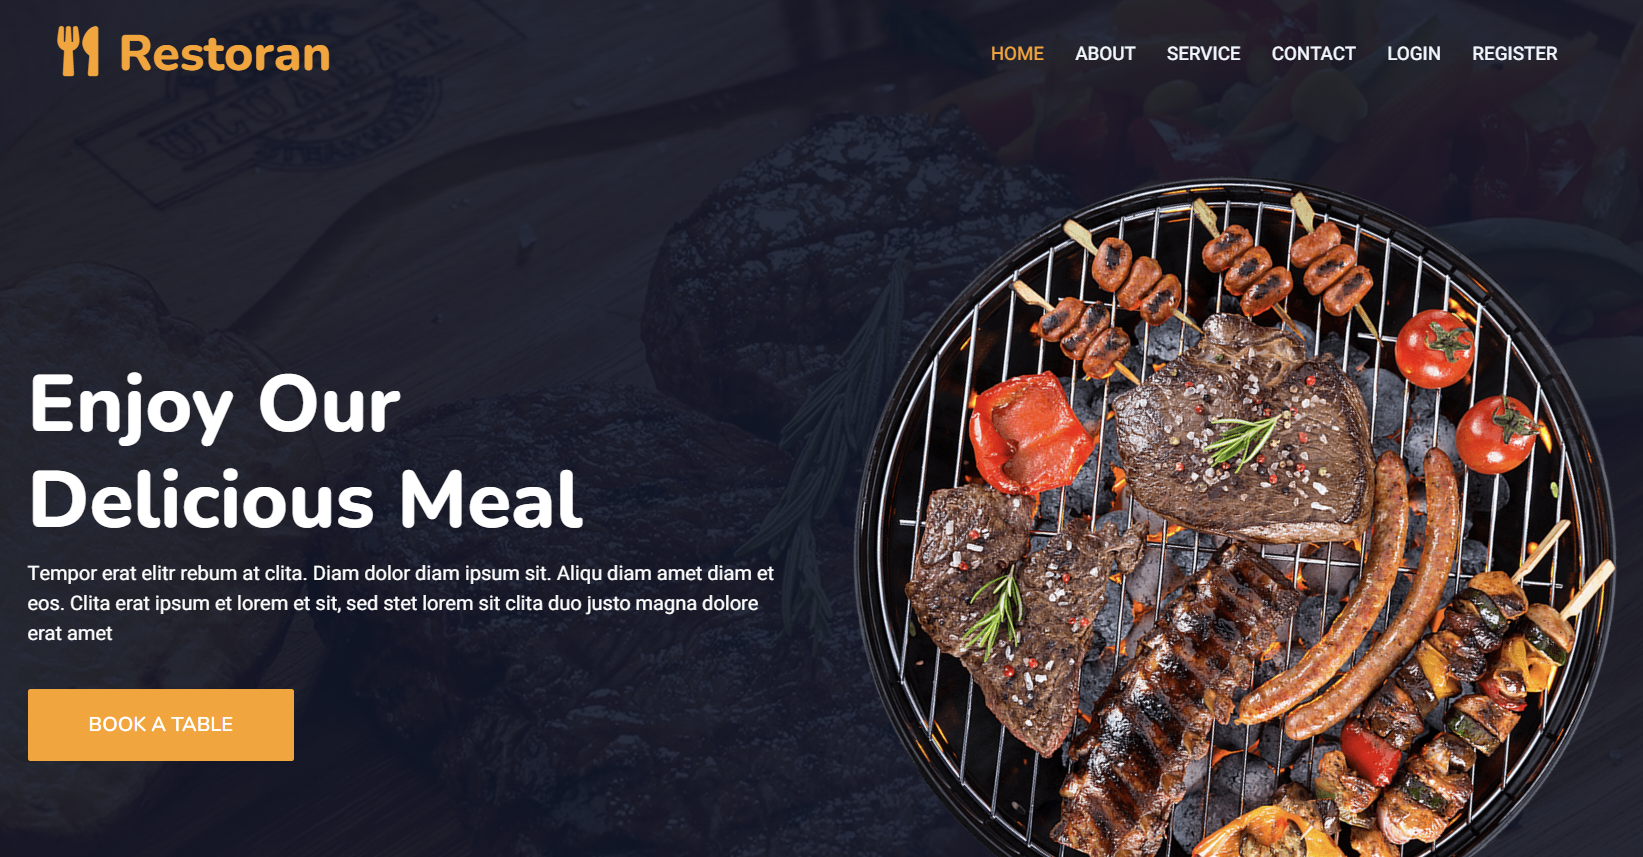 Restoran
HOME ABOUT SERVICE CONTACT LOGIN REGISTER
Enjoy Our
Delicious Meal
Tempor erat elitr rebum at clita. Diam dolor diam ipsum sit. Aliqu diam amet diam et
eos. Clita erat ipsum et lorem et sit, sed stet lorem sit clita duo justo magna dolore
erat amet
BOOK A TABLE